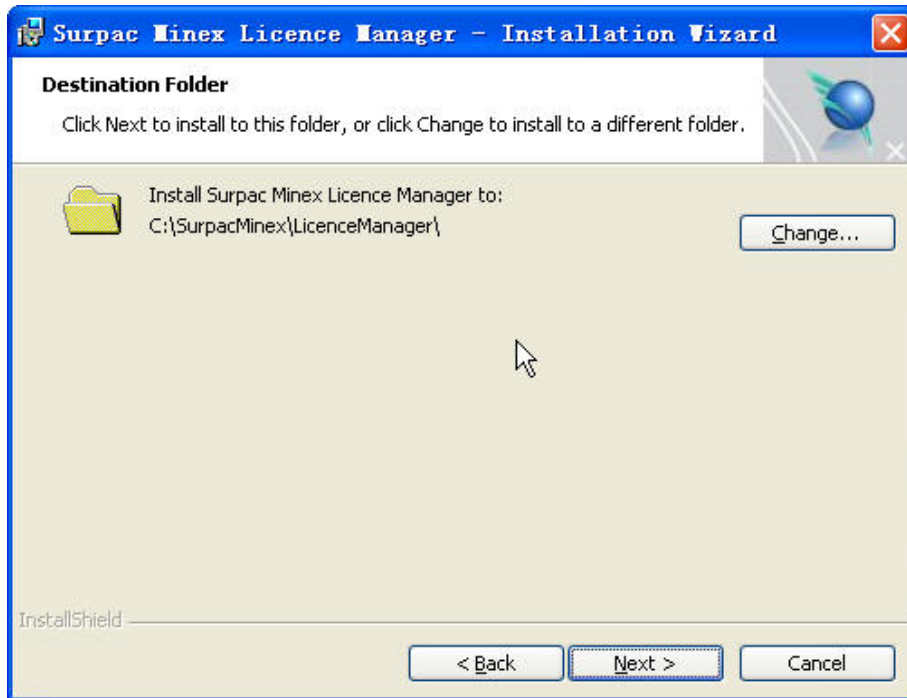 Surpac Minex Licence Manager - Installation Wizard
Destination Folder
Click Next to install to this folder, or click Change to install to a different folder.
Install Surpac Minex Licence Manager to:
C:\SurpacMinex\LicenceManager\
Change...
InstallShield
< Back
Next >
Cancel